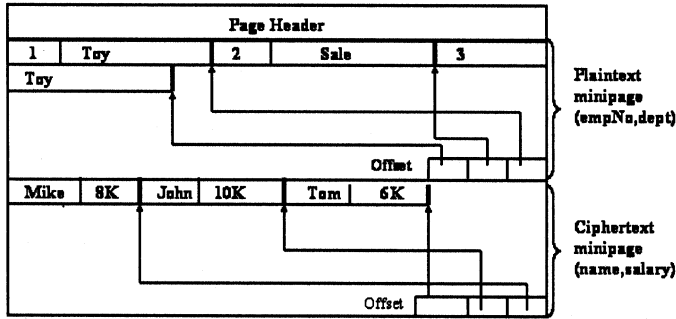 Page Header
1 Toy 2 Sale 3
Toy
Plaintext
minipage
(empNo,dept)
Offset
Mike 8K John 10K Tom 6K
Ciphertext
minipage
(name,salary)
Offset